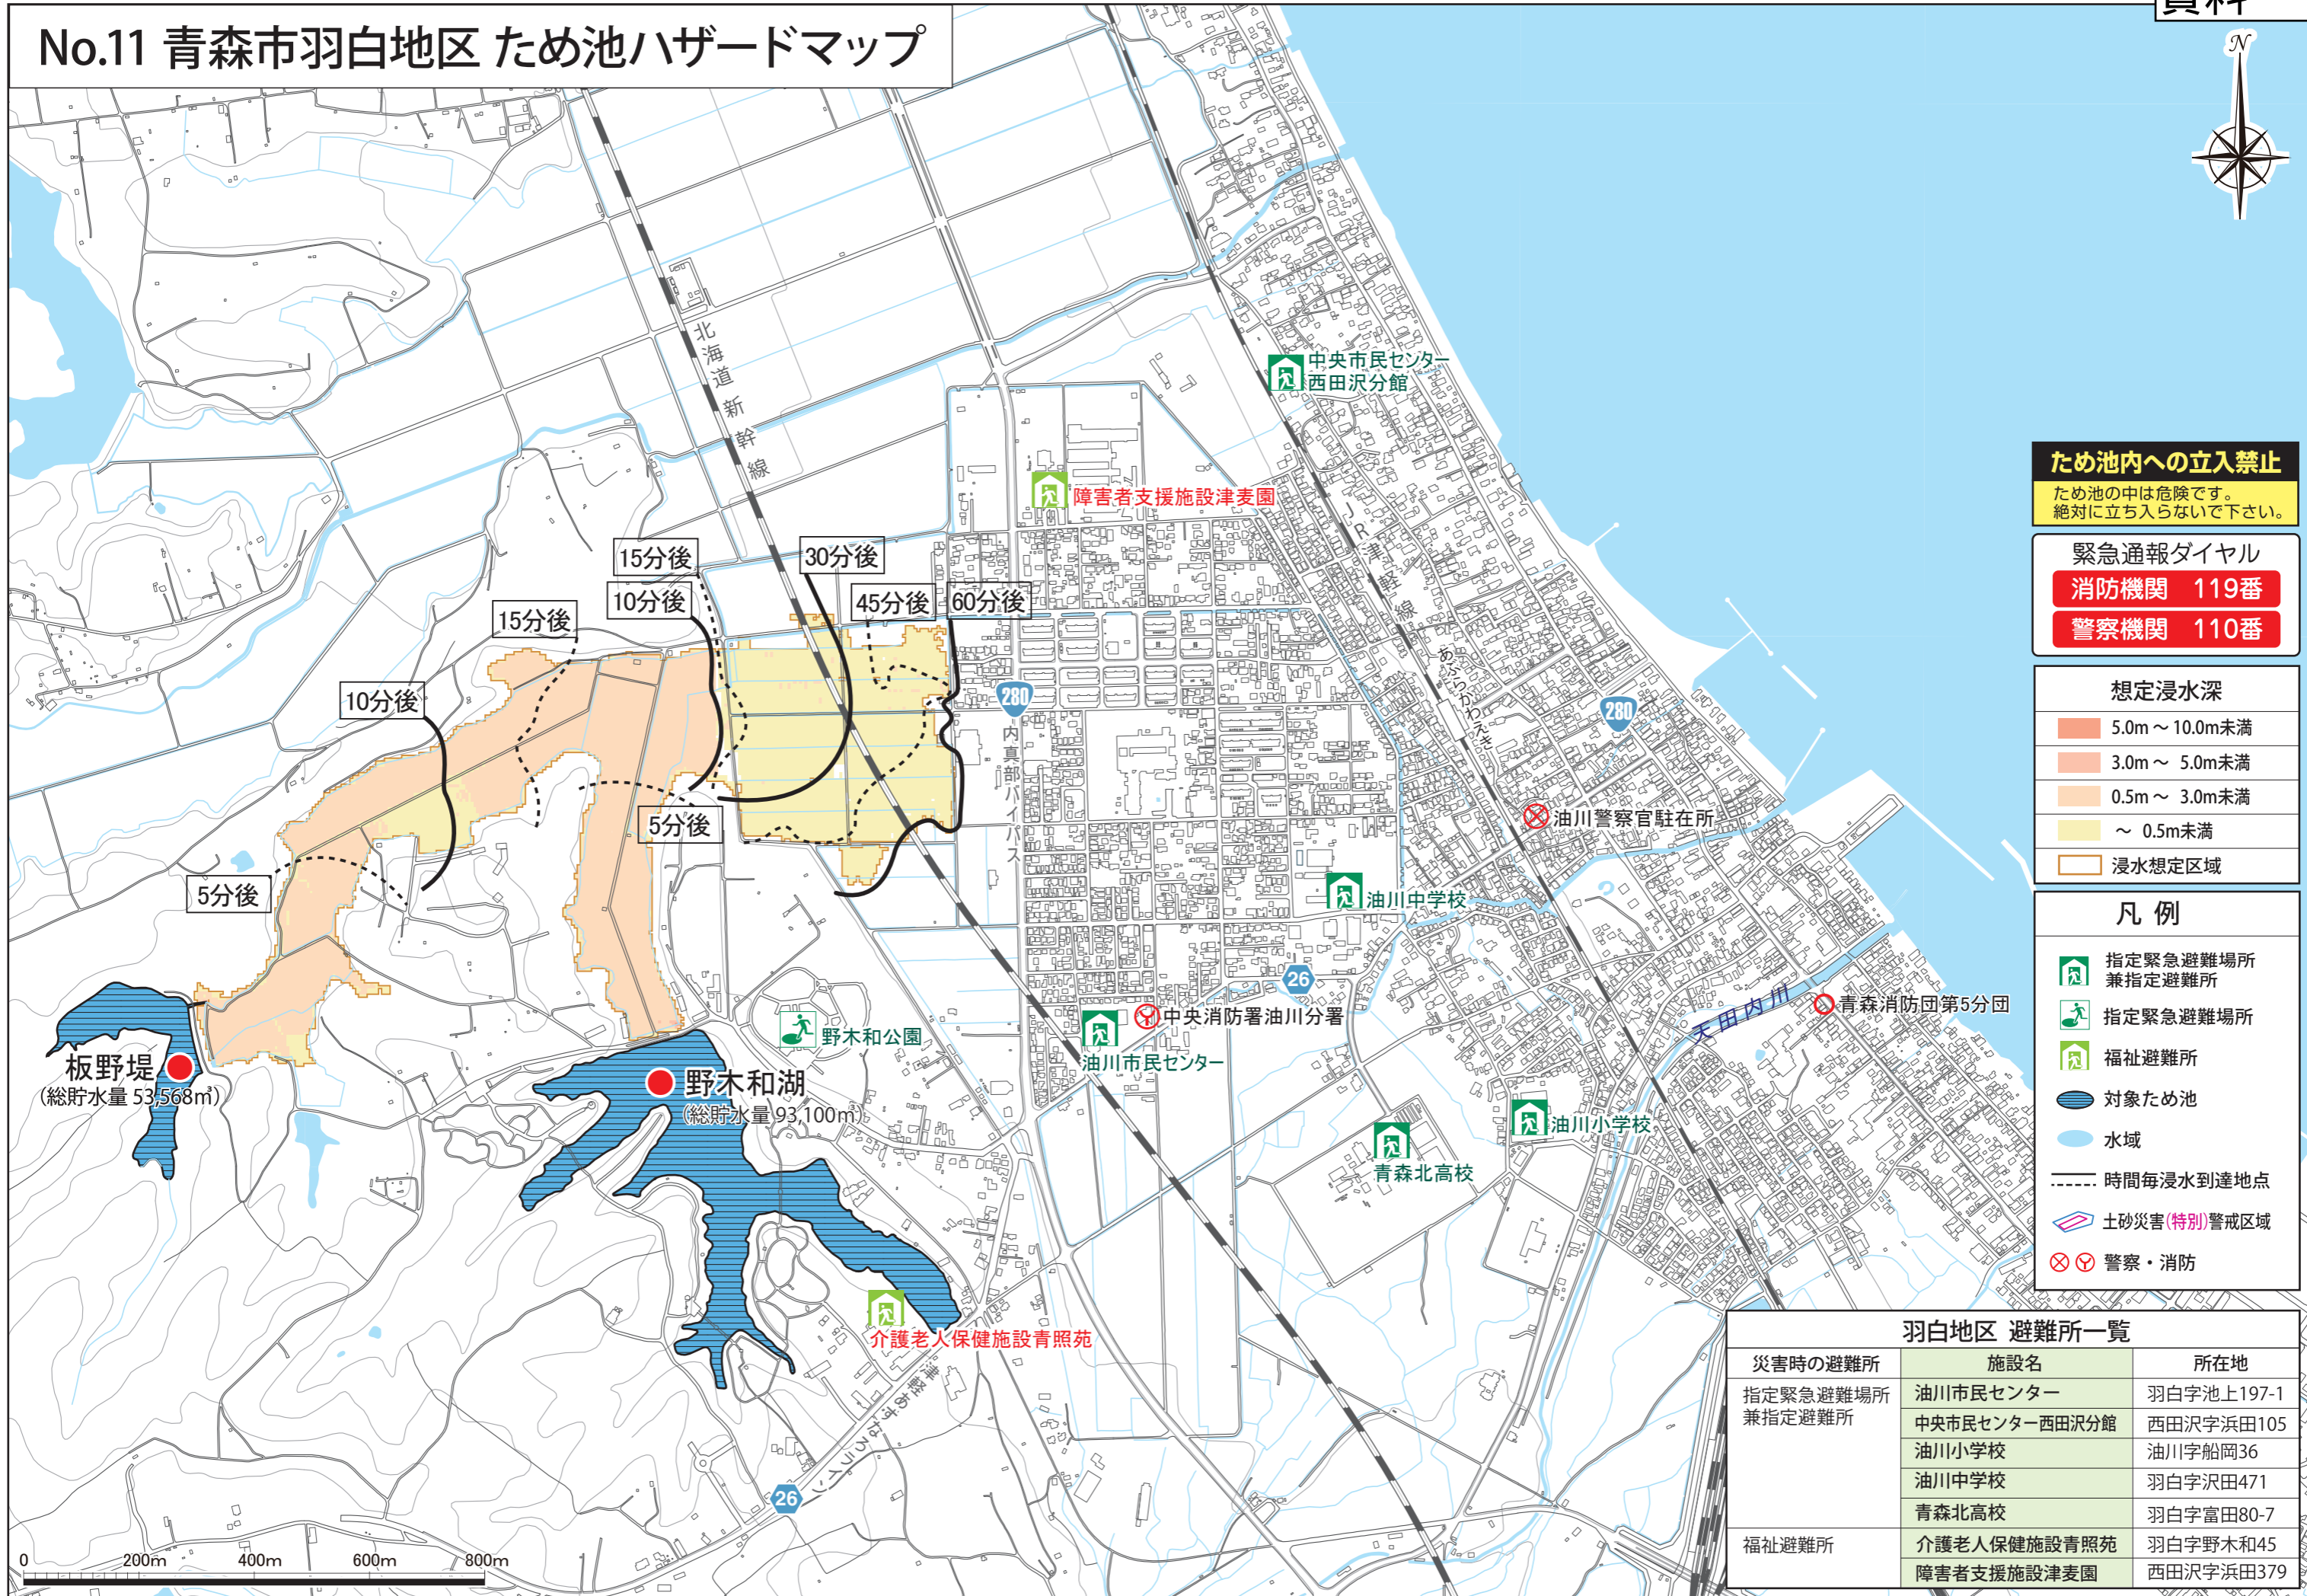 資料
No.11 青森市羽白地区 ため池ハザードマップ
N
北海道新幹線
中央市民センター
西田沢分館
障害者支援施設津麦園
JR津軽線
15分後
30分後
10分後
45分後
60分後
15分後
10分後
5分後
5分後
280
あぶらかわえき
280
内真部バイパス
油川警察官駐在所
油川中学校
26
中央消防署油川分署
青森消防団第5分団
天田内川
野木和公園
油川市民センター
板野堤
(総貯水量 53,568㎥)
野木和湖
(総貯水量 93,100㎥)
油川小学校
青森北高校
介護老人保健施設青照苑
津軽あすなろライン
26
0 200m 400m 600m 800m
ため池内への立入禁止
ため池の中は危険です。
絶対に立ち入らないで下さい。
緊急通報ダイヤル
消防機関 119番
警察機関 110番
想定浸水深
5.0m ～ 10.0m未満
3.0m ～ 5.0m未満
0.5m ～ 3.0m未満
～ 0.5m未満
浸水想定区域
凡 例
指定緊急避難場所
兼指定避難所
指定緊急避難場所
福祉避難所
対象ため池
水域
時間毎浸水到達地点
土砂災害(特別)警戒区域
警察・消防
羽白地区 避難所一覧
災害時の避難所 施設名 所在地
指定緊急避難場所 油川市民センター 羽白字池上197-1
兼指定避難所 中央市民センター西田沢分館 西田沢字浜田105
油川小学校 油川字船岡36
油川中学校 羽白字沢田471
青森北高校 羽白字富田80-7
福祉避難所 介護老人保健施設青照苑 羽白字野木和45
障害者支援施設津麦園 西田沢字浜田379